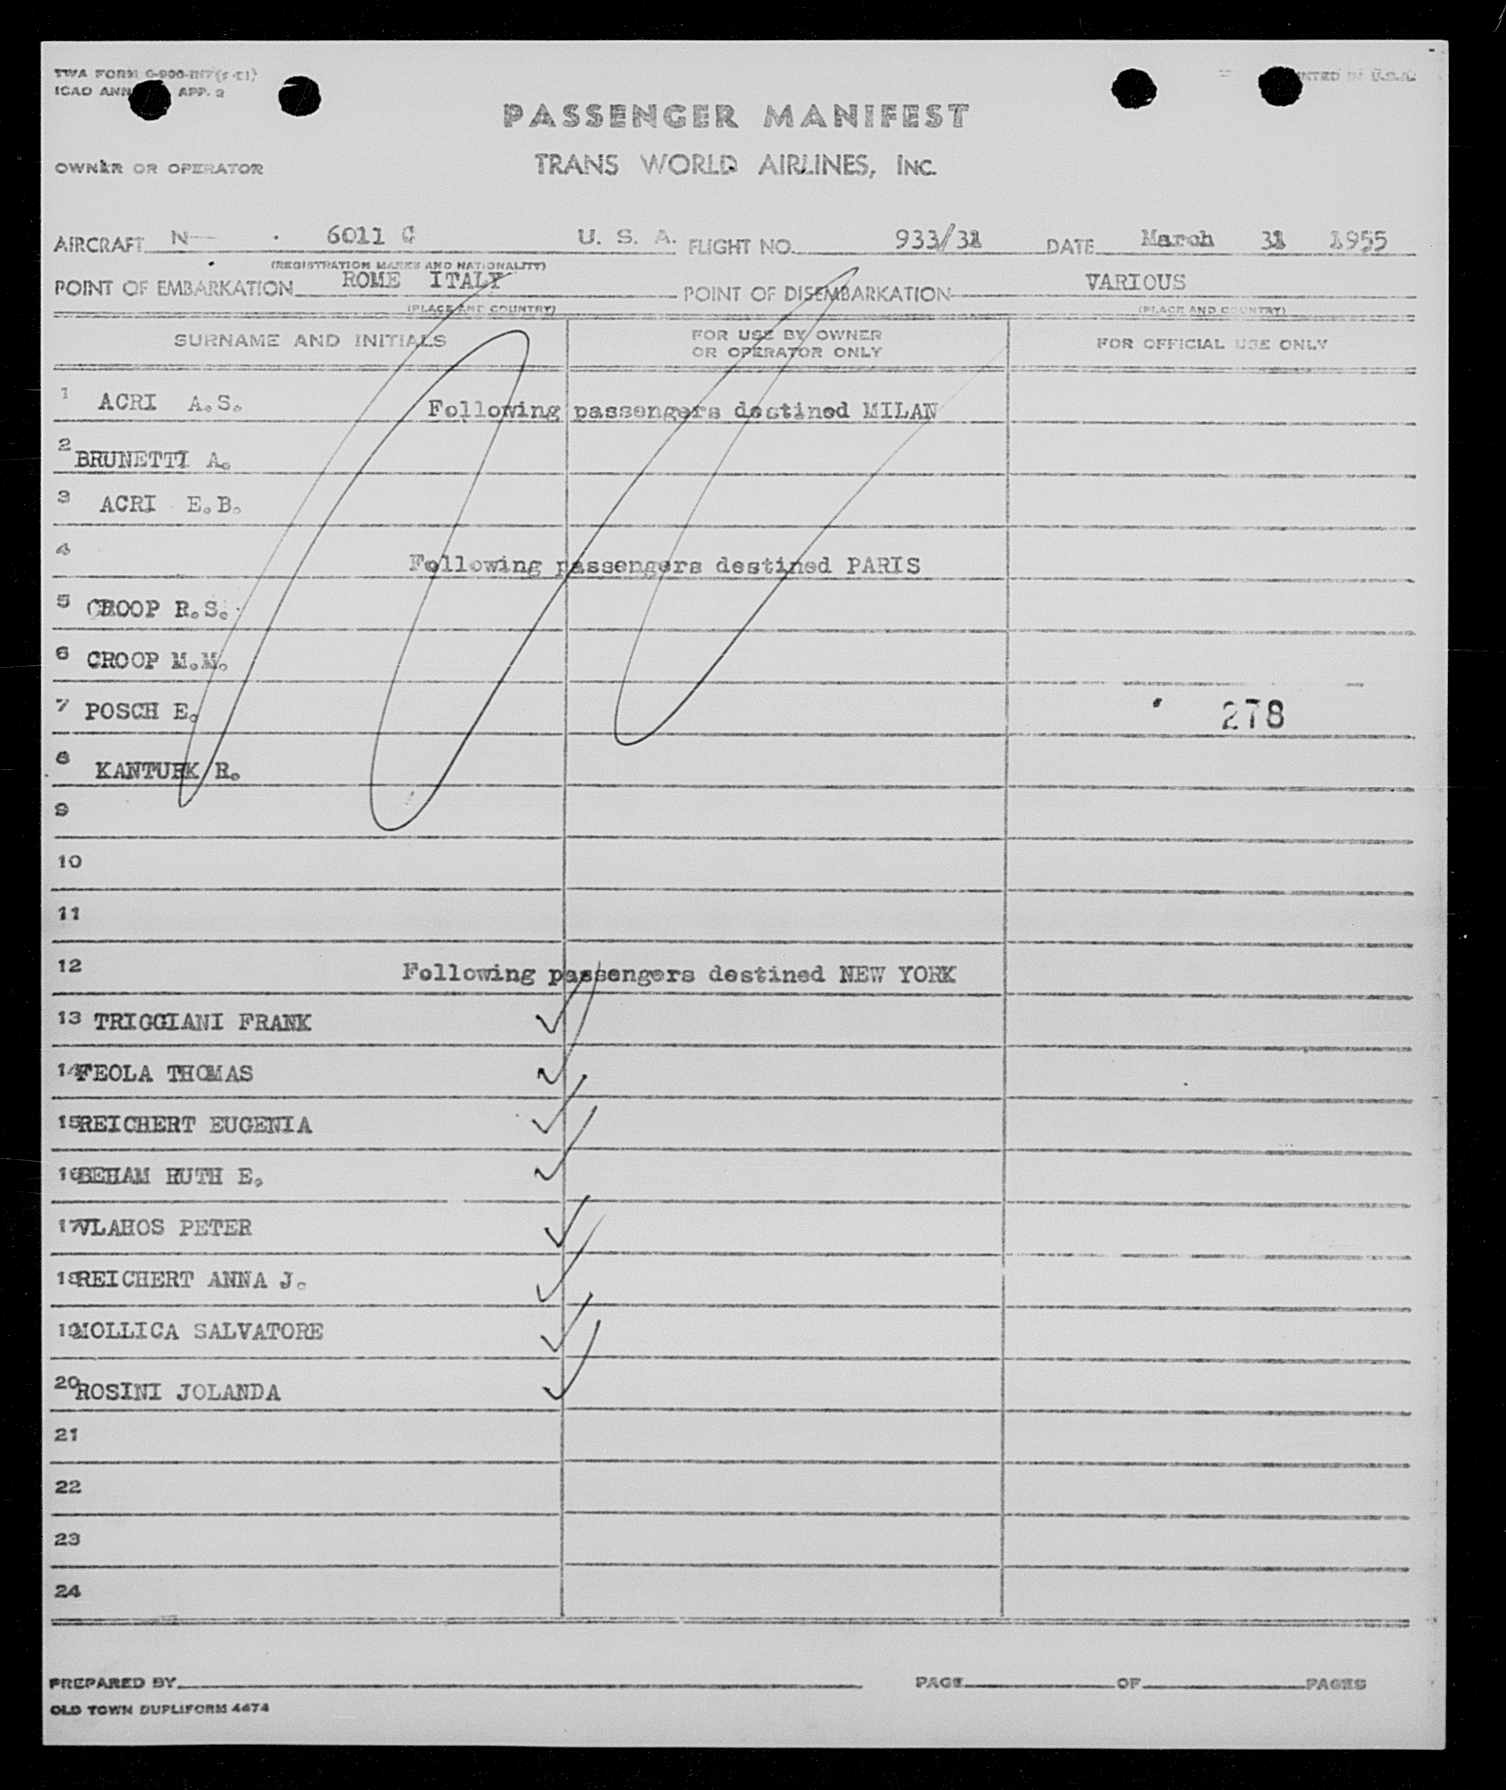 TWA FORM
ICAO APP. 2
PASSENGER MANIFEST
TRANS WORLD AIRLINES, INC.
OWNER OR OPERATOR
AIRCRAFT N- 6011 C U. S. A. FLIGHT NO. 933/31 DATE March 31 1955
(REGISTRATION MARKS AND NATIONALITY)
POINT OF EMBARKATION ROME ITALY POINT OF DISEMBARKATION VARIOUS
(PLACE AND COUNTRY) (PLACE AND COUNTRY)
SURNAME AND INITIALS FOR USE BY OWNER OR OPERATOR ONLY FOR OFFICIAL USE ONLY
1 ACRI A.S. Following passengers destined MILAN
2 BRUNETTI A.
3 ACRI E.B.
4 Following passengers destined PARIS
5 CROOP R.S.
6 CROOP M.M.
7 POSCH E. 278
8 KANTUREK R.
9
10
11
12 Following passengers destined NEW YORK
13 TRIGGIANI FRANK
14 FEOLA THOMAS
15 REICHERT EUGENIA
16 BEHAM RUTH E.
17 VLAHOS PETER
18 REICHERT ANNA J.
19 MOLLICA SALVATORE
20 ROSINI JOLANDA
21
22
23
24
PREPARED BY PAGE OF PAGES
OLD TOWN DUPLIFORM 4474